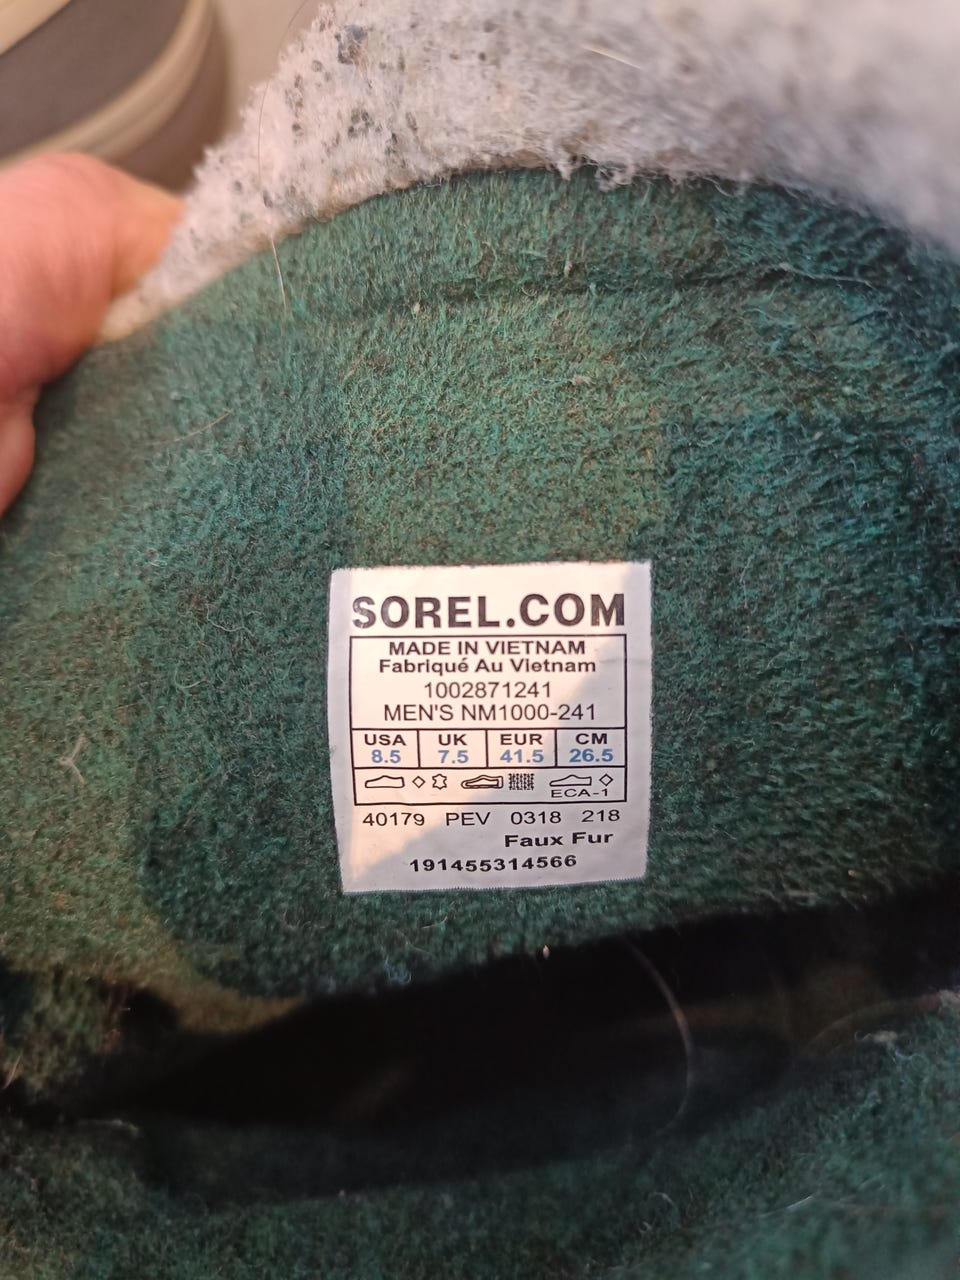 SOREL.COM
MADE IN VIETNAM
Fabriqué Au Vietnam
1002871241
MEN'S NM1000-241
USA UK EUR CM
8.5 7.5 41.5 26.5
ECA-1
40179 PEV 0318 218
Faux Fur
191455314566